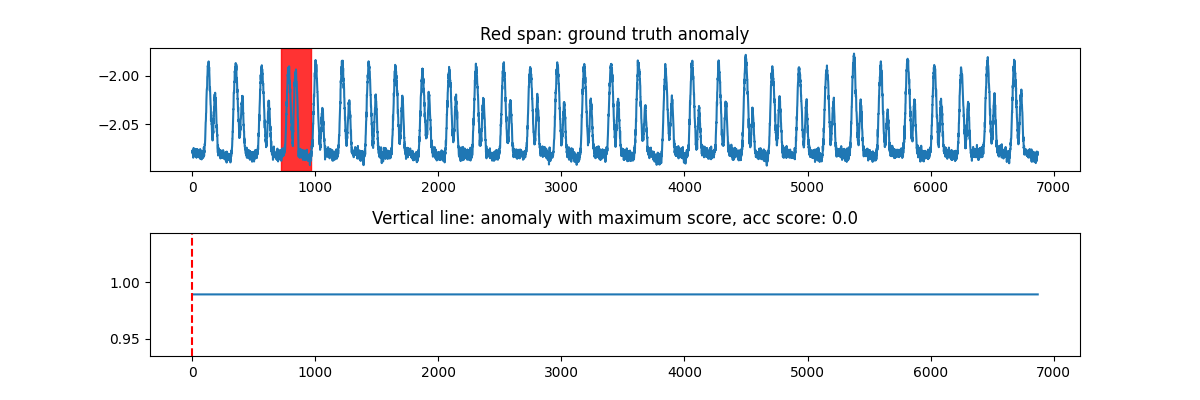 Red span: ground truth anomaly
−2.00
−2.05
0 1000 2000 3000 4000 5000 6000 7000
Vertical line: anomaly with maximum score, acc score: 0.0
1.00
0.95
0 1000 2000 3000 4000 5000 6000 7000